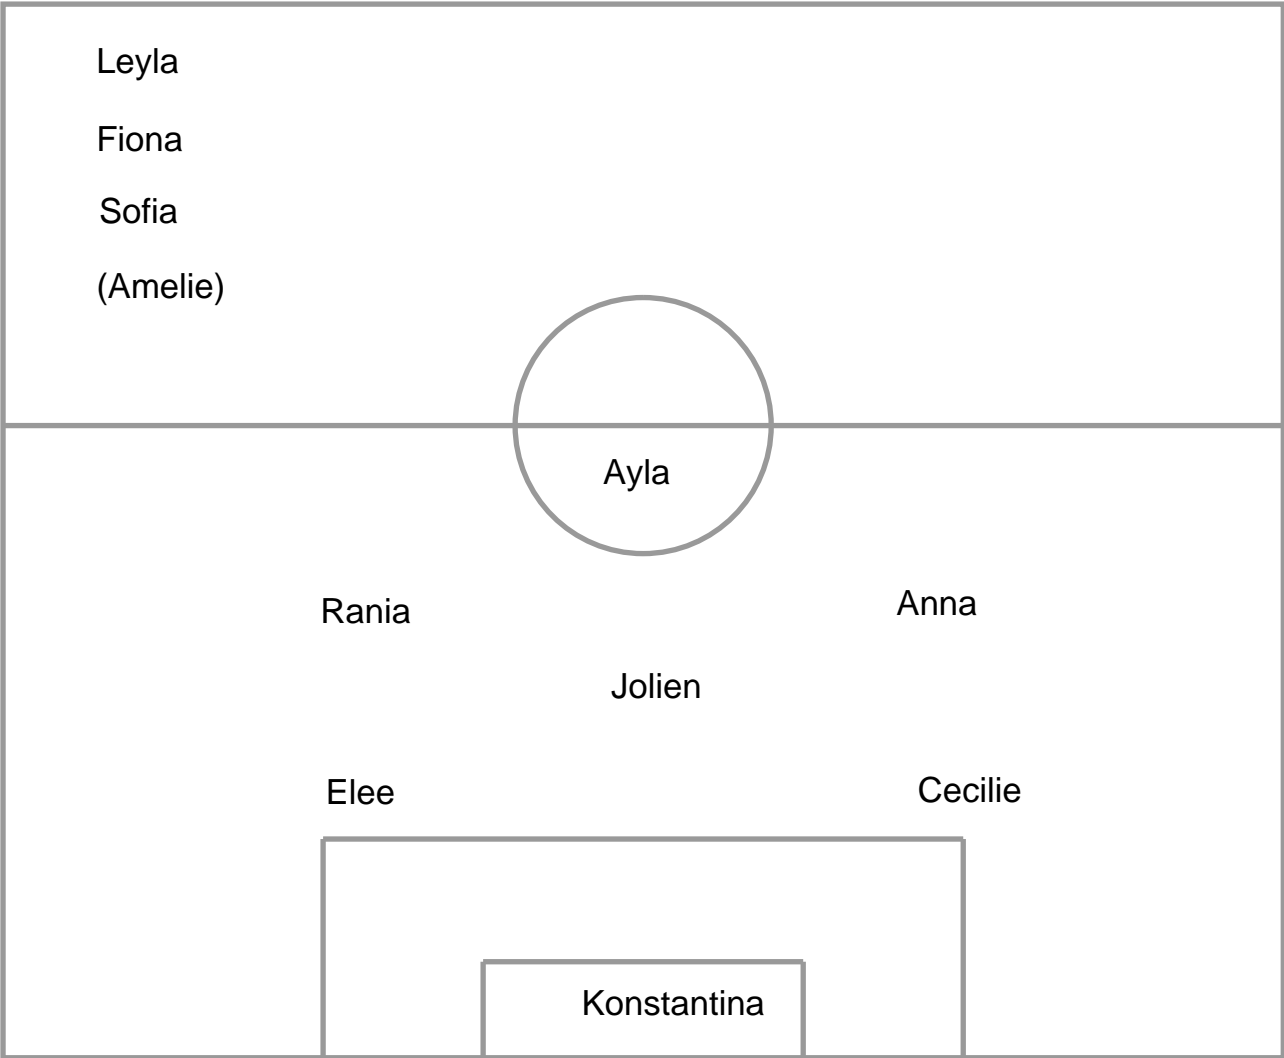 Leyla
Fiona
Sofia
(Amelie)
Ayla
Rania
Anna
Jolien
Elee
Cecilie
Konstantina